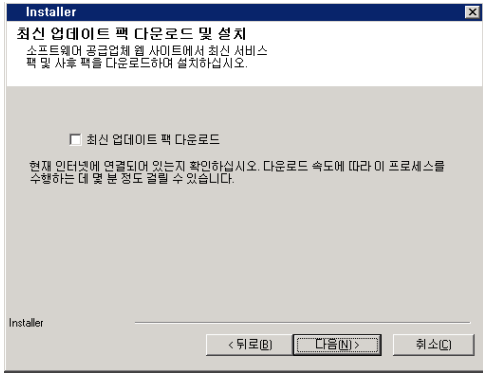 Installer
최신 업데이트 팩 다운로드 및 설치
소프트웨어 공급업체 웹 사이트에서 최신 서비스
팩 및 사후 팩을 다운로드하며 설치하십시오.
최신 업데이트 팩 다운로드
현재 인터넷에 연결되어 있는지 확인하십시오. 다운로드 속도에 따라 이 프로세스를
수행하는 데 몇 분 정도 걸릴 수 있습니다.
Installer
< 뒤로(B) 다음(N) > 취소(C)